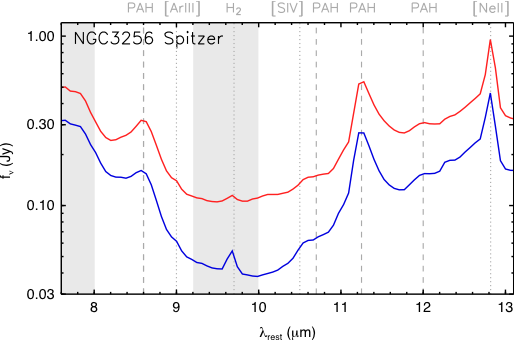 PAH [ArIII] H₂ [SIV] PAH PAH PAH [NeII]
NGC3256 Spitzer
1.00
0.30
0.10
0.03
fᵥ (Jy)
8 9 10 11 12 13
λrest (μm)